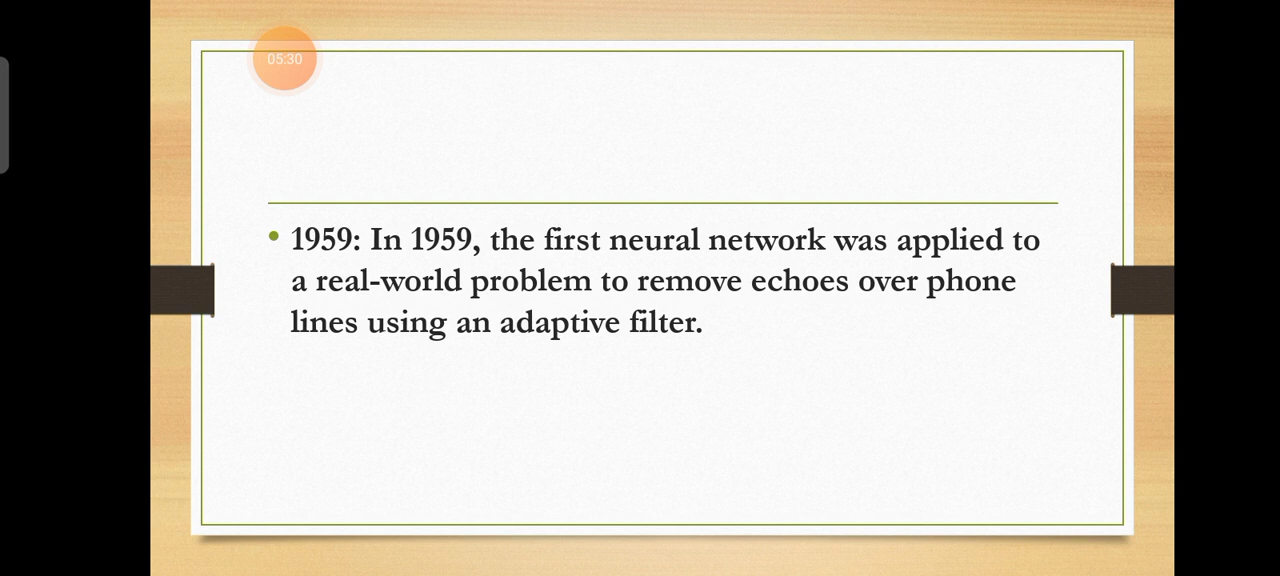 05:30
• 1959: In 1959, the first neural network was applied to
a real-world problem to remove echoes over phone
lines using an adaptive filter.